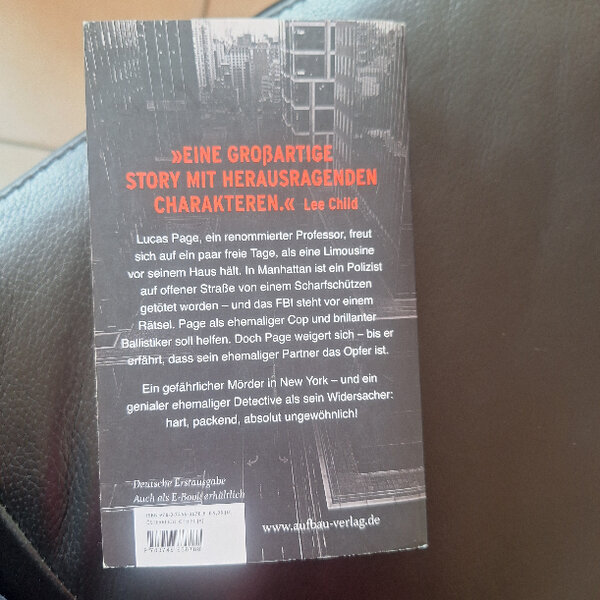 »EINE GROßARTIGE
STORY MIT HERAUSRAGENDEN
CHARAKTEREN.« Lee Child
Lucas Page, ein renommierter Professor, freut
sich auf ein paar freie Tage, als eine Limousine
vor seinem Haus hält. In Manhattan ist ein Polizist
auf offener Straße von einem Scharfschützen
getötet worden – und das FBI steht vor einem
Rätsel. Page als ehemaliger Cop und brillanter
Ballistiker soll helfen. Doch Page weigert sich – bis er
erfährt, dass sein ehemaliger Partner das Opfer ist.
Ein gefährlicher Mörder in New York – und ein
genialer ehemaliger Detective als sein Widersacher:
hart, packend, absolut ungewöhnlich!
Deutsche Erstausgabe
Auch als E-Book erhältlich
www.aufbau-verlag.de